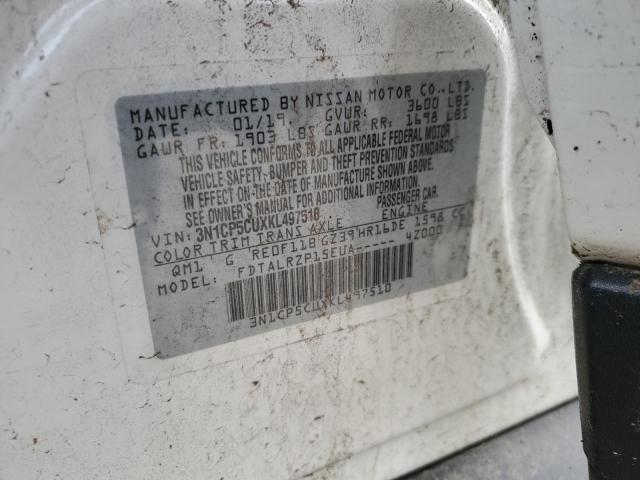 MANUFACTURED BY NISSAN MOTOR CO., LTD.
DATE: 01/19 GVWR: 3600 LBS
GAWR FR: 1903 LBS GAWR RR: 1698 LBS
THIS VEHICLE CONFORMS TO ALL APPLICABLE FEDERAL MOTOR
VEHICLE SAFETY, BUMPER AND THEFT PREVENTION STANDARDS
IN EFFECT ON THE DATE OF MANUFACTURE SHOWN ABOVE.
SEE OWNER'S MANUAL FOR ADDITIONAL INFORMATION.
VIN: 3N1CP5CUXKL497510 PASSENGER CAR
COLOR TRIM TRANS AXLE ENGINE
QM1 G RE0F11B GZ39 HR16DE 1598 CC
MODEL: FDTALRZP15EUA----- 42000
3N1CP5CUXKL497510